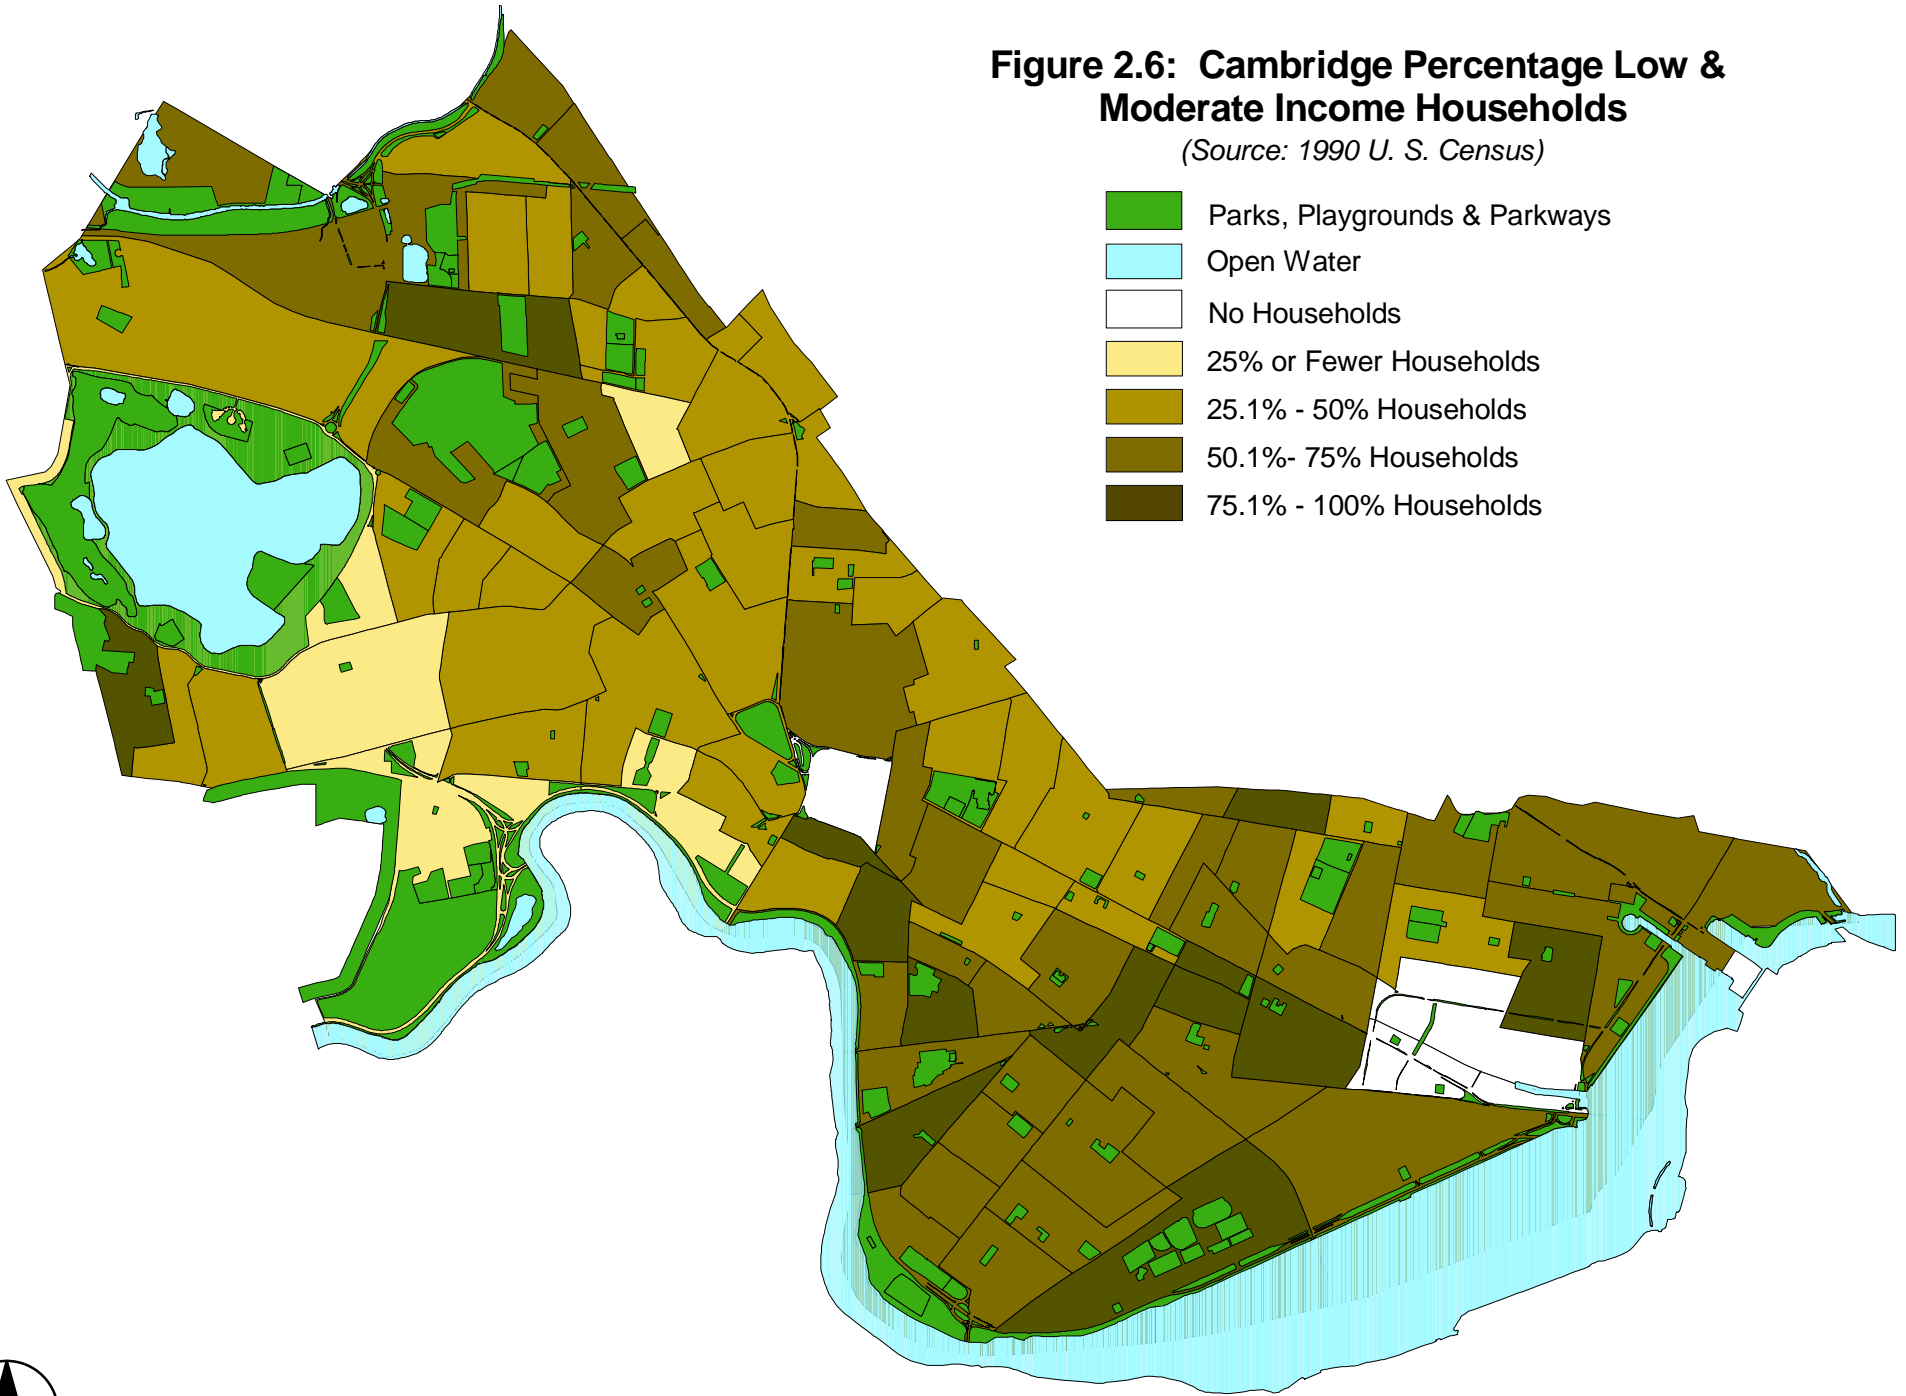 Figure 2.6: Cambridge Percentage Low &
Moderate Income Households
(Source: 1990 U. S. Census)
Parks, Playgrounds & Parkways
Open Water
No Households
25% or Fewer Households
25.1% - 50% Households
50.1%- 75% Households
75.1% - 100% Households